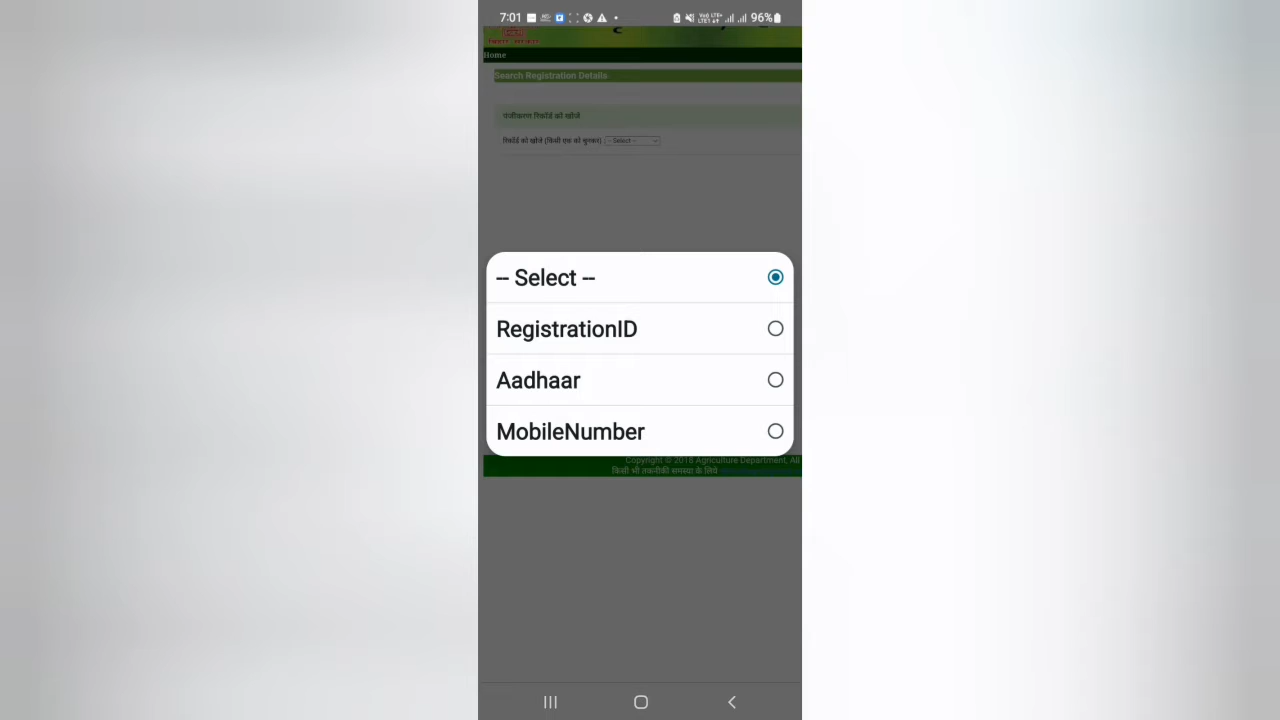 7:01
96%
Home
Search Registration Details
पंजीकरण रिकॉर्ड को खोजें
रिकॉर्ड को खोजे (किसी एक को चुनकर) -- Select --
-- Select --
RegistrationID
Aadhaar
MobileNumber
Copyright © 2018 Agriculture Department, All
किसी भी तकनीकी समस्या के लिये